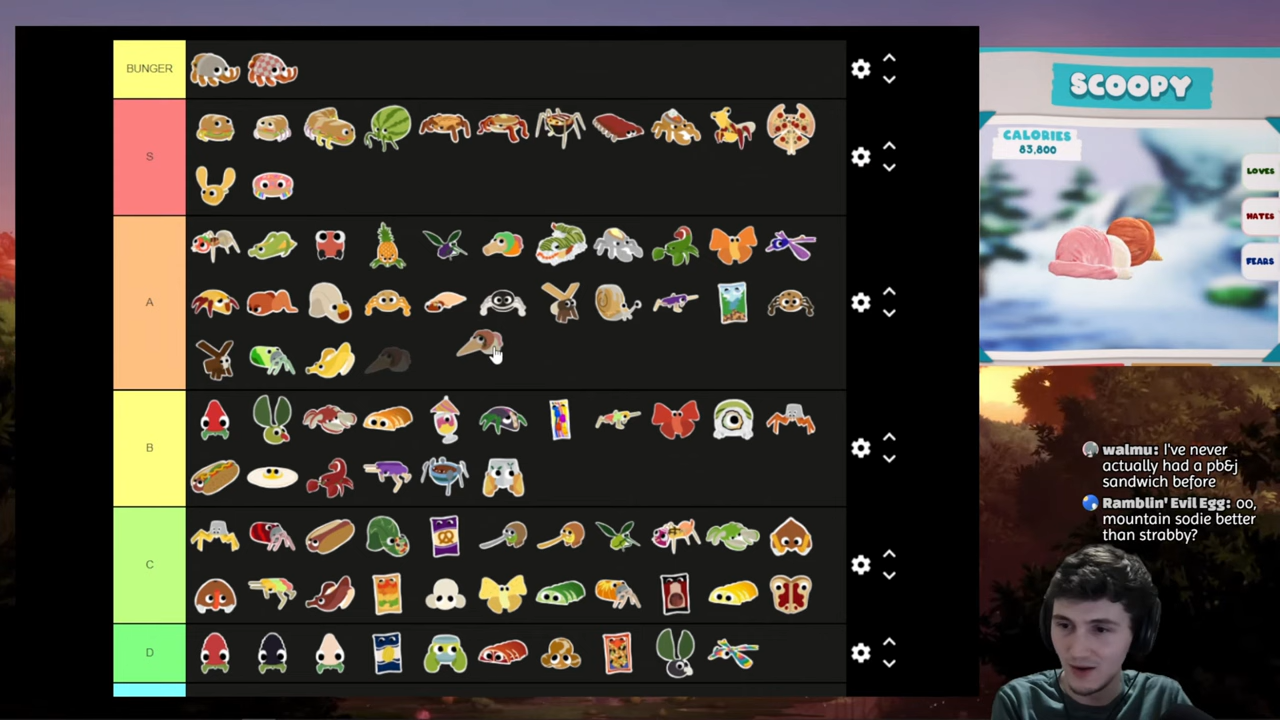 BUNGER
S
A
B
C
D
SCOOPY
CALORIES
83,800
LOVES
HATES
FEARS
walmu: I've never
actually had a pb&j
sandwich before
Ramblin' Evil Egg: oo,
mountain sodie better
than strabby?